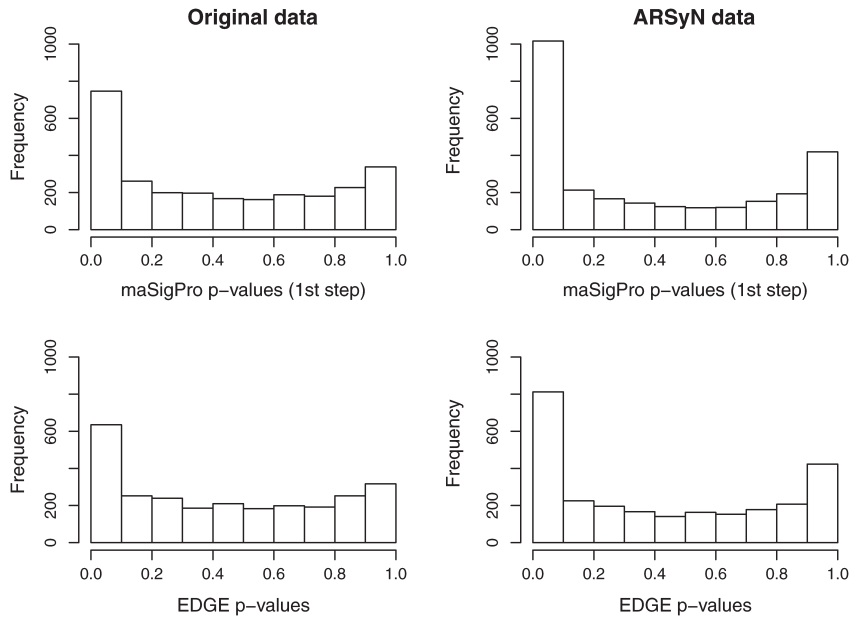 Original data
ARSyN data
Frequency
1000
600
200
0
0.0 0.2 0.4 0.6 0.8 1.0
maSigPro p−values (1st step)
Frequency
1000
600
200
0
0.0 0.2 0.4 0.6 0.8 1.0
maSigPro p−values (1st step)
Frequency
1000
600
200
0
0.0 0.2 0.4 0.6 0.8 1.0
EDGE p−values
Frequency
1000
600
200
0
0.0 0.2 0.4 0.6 0.8 1.0
EDGE p−values